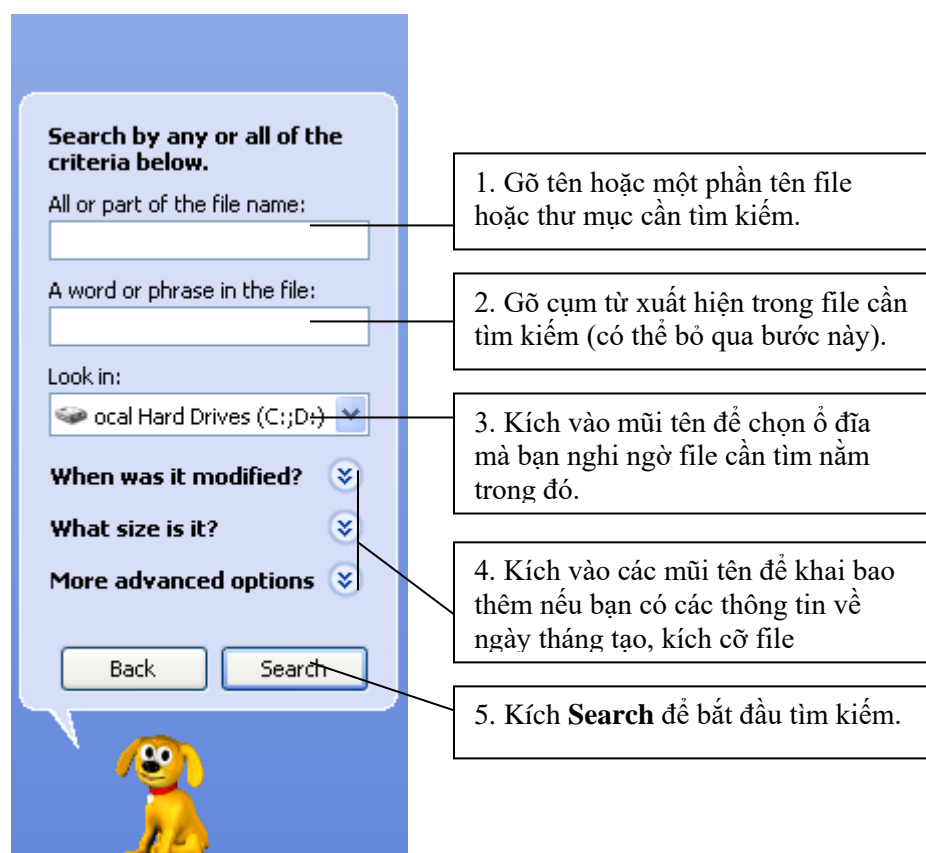 Search by any or all of the
criteria below.
All or part of the file name:
A word or phrase in the file:
Look in:
ocal Hard Drives (C:;D:)
When was it modified?
What size is it?
More advanced options
Back
Search
1. Gõ tên hoặc một phần tên file
hoặc thư mục cần tìm kiếm.
2. Gõ cụm từ xuất hiện trong file cần
tìm kiếm (có thể bỏ qua bước này).
3. Kích vào mũi tên để chọn ổ đĩa
mà bạn nghi ngờ file cần tìm nằm
trong đó.
4. Kích vào các mũi tên để khai bao
thêm nếu bạn có các thông tin về
ngày tháng tạo, kích cỡ file
5. Kích Search để bắt đầu tìm kiếm.